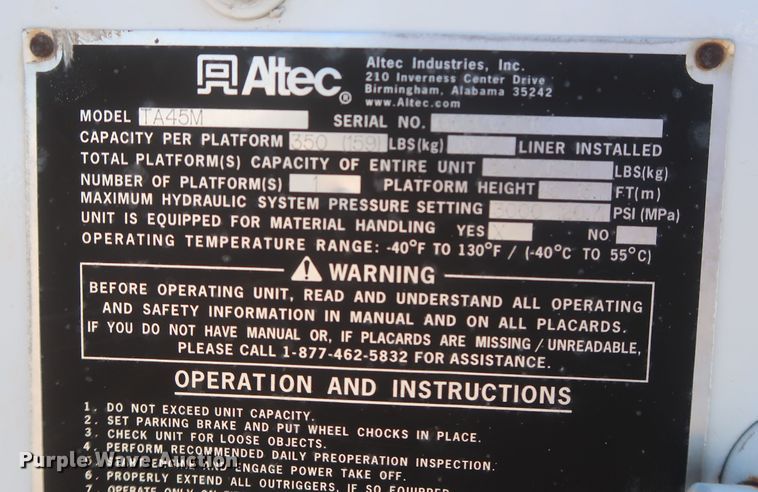 Altec®
Altec Industries, Inc.
210 Inverness Center Drive
Birmingham, Alabama 35242
www.Altec.com
MODEL TA45M SERIAL NO.
CAPACITY PER PLATFORM 350 (159) LBS(kg) LINER INSTALLED
TOTAL PLATFORM(S) CAPACITY OF ENTIRE UNIT LBS(kg)
NUMBER OF PLATFORM(S) 1 PLATFORM HEIGHT FT(m)
MAXIMUM HYDRAULIC SYSTEM PRESSURE SETTING PSI (MPa)
UNIT IS EQUIPPED FOR MATERIAL HANDLING YES X NO
OPERATING TEMPERATURE RANGE: -40°F TO 130°F / (-40°C TO 55°C)
WARNING
BEFORE OPERATING UNIT, READ AND UNDERSTAND ALL OPERATING
AND SAFETY INFORMATION IN MANUAL AND ON ALL PLACARDS.
IF YOU DO NOT HAVE MANUAL OR, IF PLACARDS ARE MISSING / UNREADABLE,
PLEASE CALL 1-877-462-5832 FOR ASSISTANCE.
OPERATION AND INSTRUCTIONS
1. DO NOT EXCEED UNIT CAPACITY.
2. SET PARKING BRAKE AND PUT WHEEL CHOCKS IN PLACE.
3. CHECK UNIT FOR LOOSE OBJECTS.
4. PERFORM RECOMMENDED DAILY PREOPERATION INSPECTION.
5. ENGINE AND ENGAGE POWER TAKE OFF.
6. PROPERLY EXTEND ALL OUTRIGGERS, IF SO EQUIPPED.
7. OPERATE ONLY ON
Purple Wave Auction